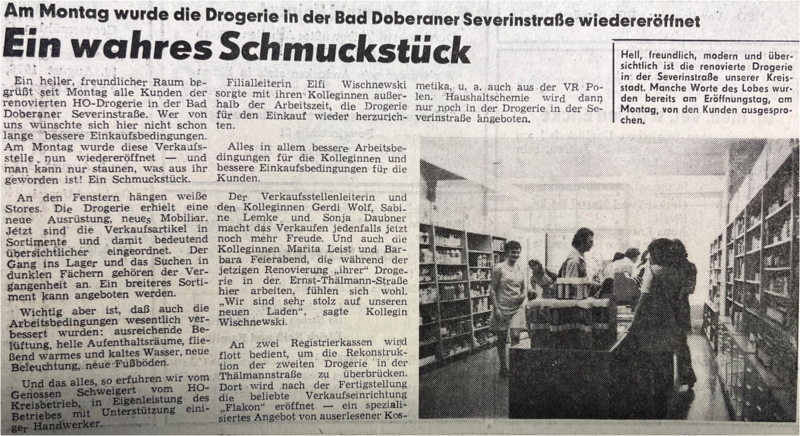 Am Montag wurde die Drogerie in der Bad Doberaner Severinstraße wiedereröffnet
Ein wahres Schmuckstück
Ein heller, freundlicher Raum be-
grüßt seit Montag alle Kunden der
renovierten HO-Drogerie in der Bad
Doberaner Severinstraße. Wer von
uns wünschte sich hier nicht schon
lange bessere Einkaufsbedingungen.
Am Montag wurde diese Verkaufs-
stelle nun wiedereröffnet — und
man kann nur staunen, was aus ihr
geworden ist! Ein Schmuckstück.
An den Fenstern hängen weiße
Stores. Die Drogerie erhielt eine
neue Ausrüstung, neues Mobiliar.
Jetzt sind die Verkaufsartikel in
Sortimente und damit bedeutend
übersichtlicher eingeordnet. Der
Gang ins Lager und das Suchen in
dunklen Fächern gehören der Ver-
gangenheit an. Ein breiteres Sorti-
ment kann angeboten werden.
Wichtig aber ist, daß auch die
Arbeitsbedingungen wesentlich ver-
bessert wurden: ausreichende Be-
lüftung, helle Aufenthaltsräume, flie-
ßend warmes und kaltes Wasser, neue
Beleuchtung, neue Fußböden.
Und das alles, so erfuhren wir vom
Genossen Schweigert vom HO-
Kreisbetrieb, in Eigenleistung des
Betriebes mit Unterstützung eini-
ger Handwerker.
Filialleiterin Elfi Wischnewski
sorgte mit ihren Kolleginnen außer-
halb der Arbeitszeit, die Drogerie
für den Einkauf wieder herzurich-
ten.
Alles in allem bessere Arbeitsbe-
dingungen für die Kolleginnen und
bessere Einkaufsbedingungen für die
Kunden.
Der Verkaufsstellenleiterin und
den Kolleginnen Gerdi Wolf, Sabi-
ne Lemke und Sonja Daubner
macht das Verkaufen jedenfalls jetzt
noch mehr Freude. Und auch die
Kolleginnen Marita Leist und Bar-
bara Feierabend, die während der
jetzigen Renovierung „ihrer“ Droge-
rie in der Ernst-Thälmann-Straße
hier arbeiten, fühlen sich wohl.
„Wir sind sehr stolz auf unseren
neuen Laden“, sagte Kollegin
Wischnewski.
An zwei Registrierkassen wird
flott bedient, um die Rekonstruk-
tion der zweiten Drogerie in der
Thälmannstraße zu überbrücken.
Dort wird nach der Fertigstellung
die beliebte Verkaufseinrichtung
„Flakon“ eröffnet — ein speziali-
siertes Angebot von auserlesener Kos-
metika, u. a. auch aus der VR Po-
len. Haushaltschemie wird dann
nur noch in der Drogerie in der Se-
verinstraße angeboten.
Hell, freundlich, modern und über-
sichtlich ist die renovierte Drogerie
in der Severinstraße unserer Kreis-
stadt. Manche Worte des Lobes wur-
den bereits am Eröffnungstag, am
Montag, von den Kunden ausgespro-
chen.